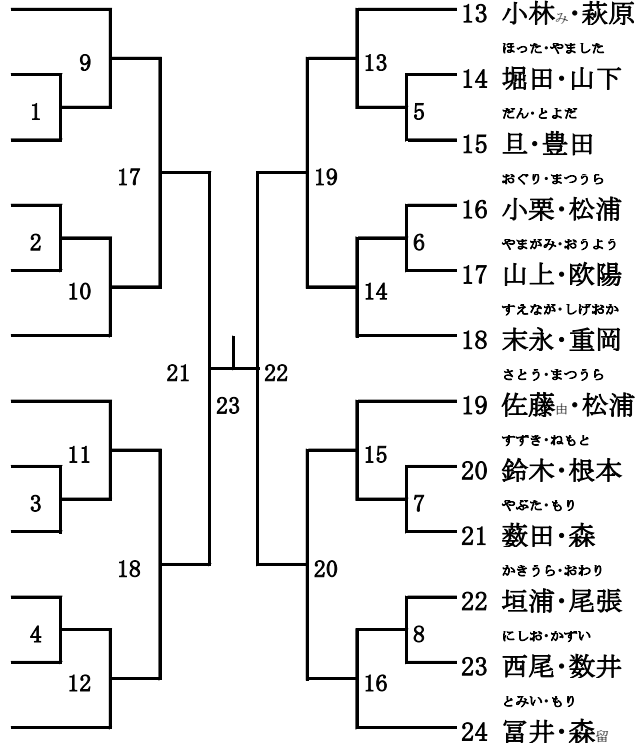 13 小林み・萩原
9
13
ほった・やました
14 堀田・山下
1
5
だん・とよだ
15 旦・豊田
17
19
おぐり・まつうら
16 小栗・松浦
2
6
やまがみ・おうよう
17 山上・欧陽
10
14
すえなが・しげおか
18 末永・重岡
21
22
さとう・まつうら
23
19 佐藤由・松浦
すずき・ねもと
11
15
20 鈴木・根本
3
7
やぶた・もり
21 薮田・森
18
20
かきうら・おわり
22 垣浦・尾張
4
8
にしお・かずい
23 西尾・数井
12
16
とみい・もり
24 冨井・森留